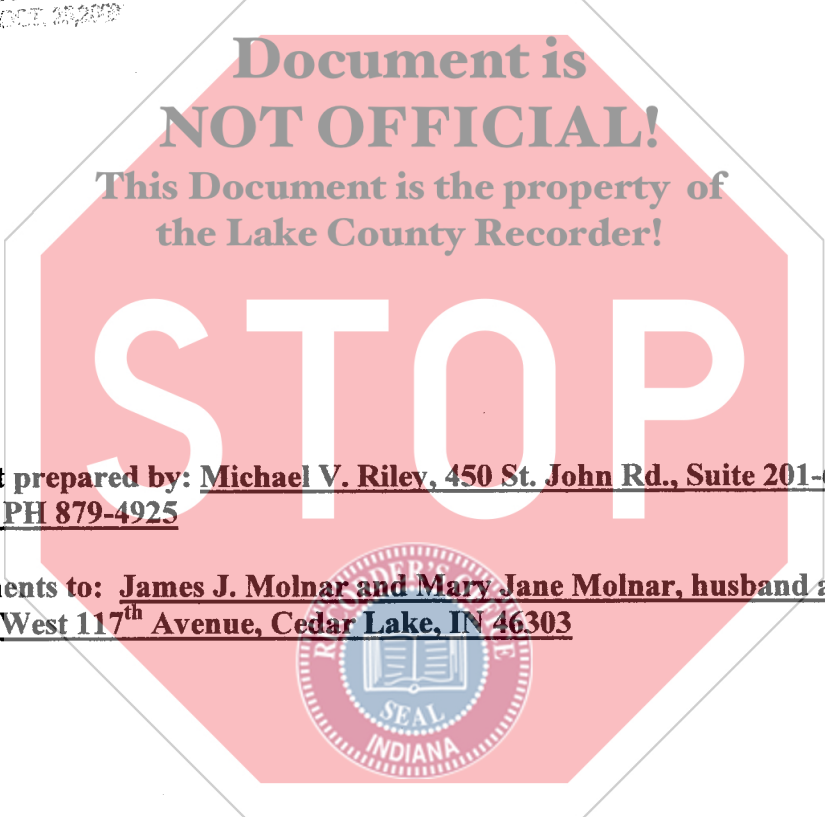 Document is
NOT OFFICIAL!
This Document is the property of
the Lake County Recorder!
STOP
prepared by: Michael V. Riley, 450 St. John Rd., Suite 201-
PH 879-4925
ents to: James J. Molnar and Mary Jane Molnar, husband a
West 117th Avenue, Cedar Lake, IN 46303
RECORDER'S OFFICE
SEAL
INDIANA